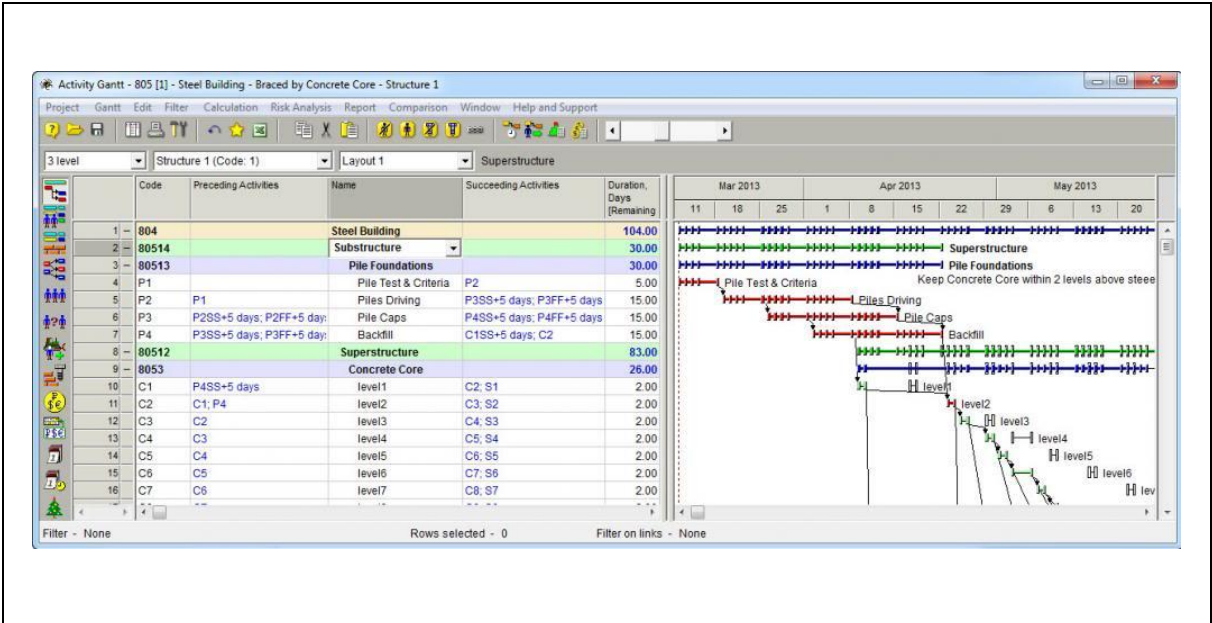 Activity Gantt - 805 [1] - Steel Building - Braced by Concrete Core - Structure 1
Project Gantt Edit Filter Calculation Risk Analysis Report Comparison Window Help and Support
3 level Structure 1 (Code: 1) Layout 1 Superstructure
Code Preceding Activities Name Succeeding Activities Duration, Days [Remaining Mar 2013 Apr 2013 May 2013
11 18 25 1 8 15 22 29 6 13 20
1 - 804 Steel Building 104.00
2 - 80514 Substructure 30.00 Superstructure
3 - 80513 Pile Foundations 30.00 Pile Foundations
4 P1 Pile Test & Criteria P2 5.00 Pile Test & Criteria Keep Concrete Core within 2 levels above steee
5 P2 P1 Piles Driving P3SS+5 days; P3FF+5 days 15.00 Piles Driving
6 P3 P2SS+5 days; P2FF+5 day: Pile Caps P4SS+5 days; P4FF+5 days 15.00 Pile Caps
7 P4 P3SS+5 days; P3FF+5 day: Backfill C1SS+5 days; C2 15.00 Backfill
8 - 80512 Superstructure 83.00
9 - 8053 Concrete Core 26.00
10 C1 P4SS+5 days level1 C2; S1 2.00 level1
11 C2 C1; P4 level2 C3; S2 2.00 level2
12 C3 C2 level3 C4; S3 2.00 level3
13 C4 C3 level4 C5; S4 2.00 level4
14 C5 C4 level5 C6; S5 2.00 level5
15 C6 C5 level6 C7; S6 2.00 level6
16 C7 C6 level7 C8; S7 2.00 lev
Filter - None Rows selected - 0 Filter on links - None